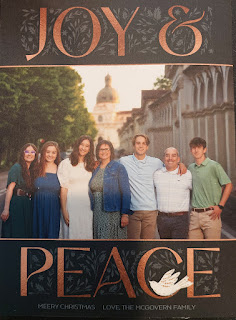 JOY &
PEACE
MERRY CHRISTMAS LOVE, THE MCGOVERN FAMILY